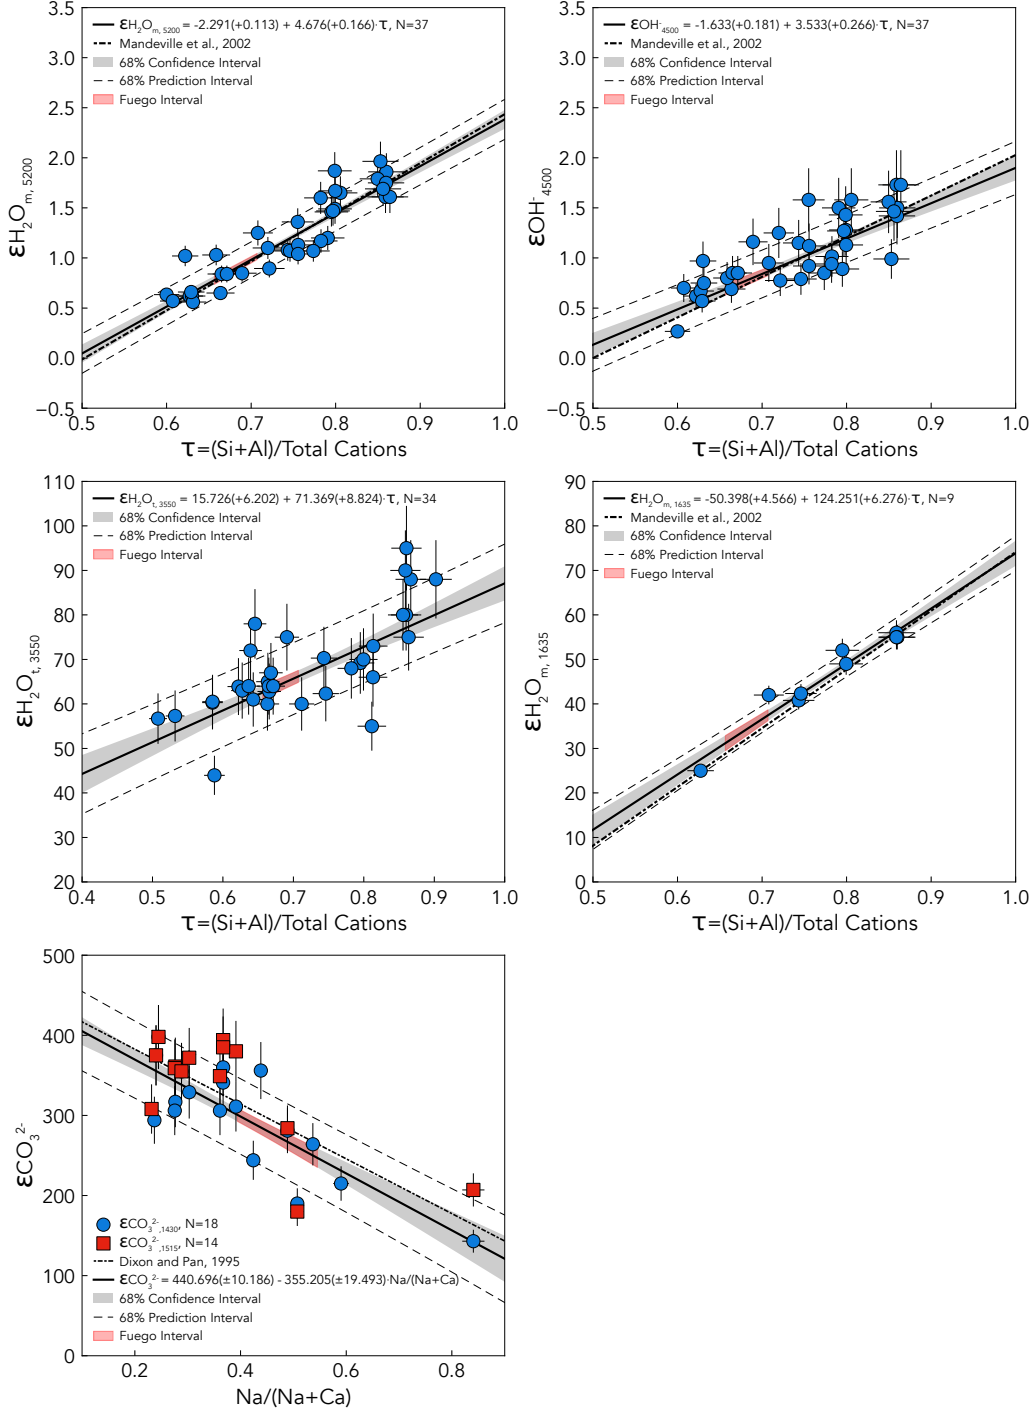 εH₂Oₘ, ₅₂₀₀ = -2.291(+0.113) + 4.676(+0.166)·τ, N=37
Mandeville et al., 2002
68% Confidence Interval
68% Prediction Interval
Fuego Interval
3.5
3.0
2.5
2.0
1.5
1.0
0.5
0.0
−0.5
εH₂Oₘ, ₅₂₀₀
0.5 0.6 0.7 0.8 0.9 1.0
τ=(Si+Al)/Total Cations
εOH⁻₄₅₀₀ = -1.633(+0.181) + 3.533(+0.266)·τ, N=37
Mandeville et al., 2002
68% Confidence Interval
68% Prediction Interval
Fuego Interval
3.5
3.0
2.5
2.0
1.5
1.0
0.5
0.0
−0.5
εOH⁻₄₅₀₀
0.5 0.6 0.7 0.8 0.9 1.0
τ=(Si+Al)/Total Cations
εH₂Oₜ, ₃₅₅₀ = 15.726(+6.202) + 71.369(+8.824)·τ, N=34
68% Confidence Interval
68% Prediction Interval
Fuego Interval
110
100
90
80
70
60
50
40
30
20
εH₂Oₜ, ₃₅₅₀
0.4 0.5 0.6 0.7 0.8 0.9 1.0
τ=(Si+Al)/Total Cations
εH₂Oₘ, ₁₆₃₅ = -50.398(+4.566) + 124.251(+6.276)·τ, N=9
Mandeville et al., 2002
68% Confidence Interval
68% Prediction Interval
Fuego Interval
90
80
70
60
50
40
30
20
10
0
εH₂Oₘ, ₁₆₃₅
0.5 0.6 0.7 0.8 0.9 1.0
τ=(Si+Al)/Total Cations
500
400
300
200
100
0
εCO₃²⁻
εCO₃²⁻,₁₄₃₀, N=18
εCO₃²⁻,₁₅₁₅, N=14
Dixon and Pan, 1995
εCO₃²⁻ = 440.696(±10.186) - 355.205(±19.493)·Na/(Na+Ca)
68% Confidence Interval
68% Prediction Interval
Fuego Interval
0.2 0.4 0.6 0.8
Na/(Na+Ca)